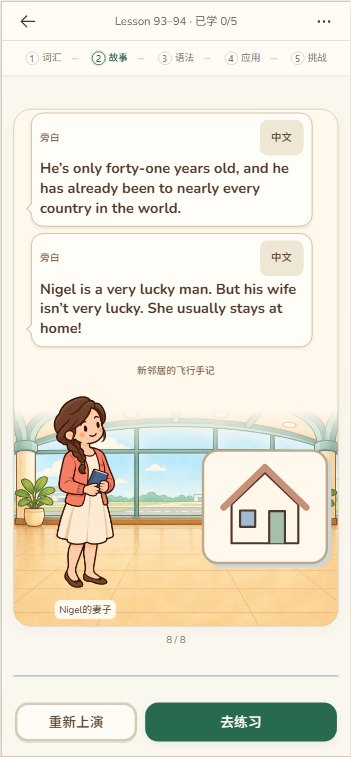 Lesson 93–94 · 已学 0/5
1 词汇 – 2 故事 – 3 语法 – 4 应用 – 5 挑战
旁白
中文
He's only forty-one years old, and he
has already been to nearly every
country in the world.
旁白
中文
Nigel is a very lucky man. But his wife
isn't very lucky. She usually stays at
home!
新邻居的飞行手记
Nigel的妻子
8 / 8
重新上演
去练习